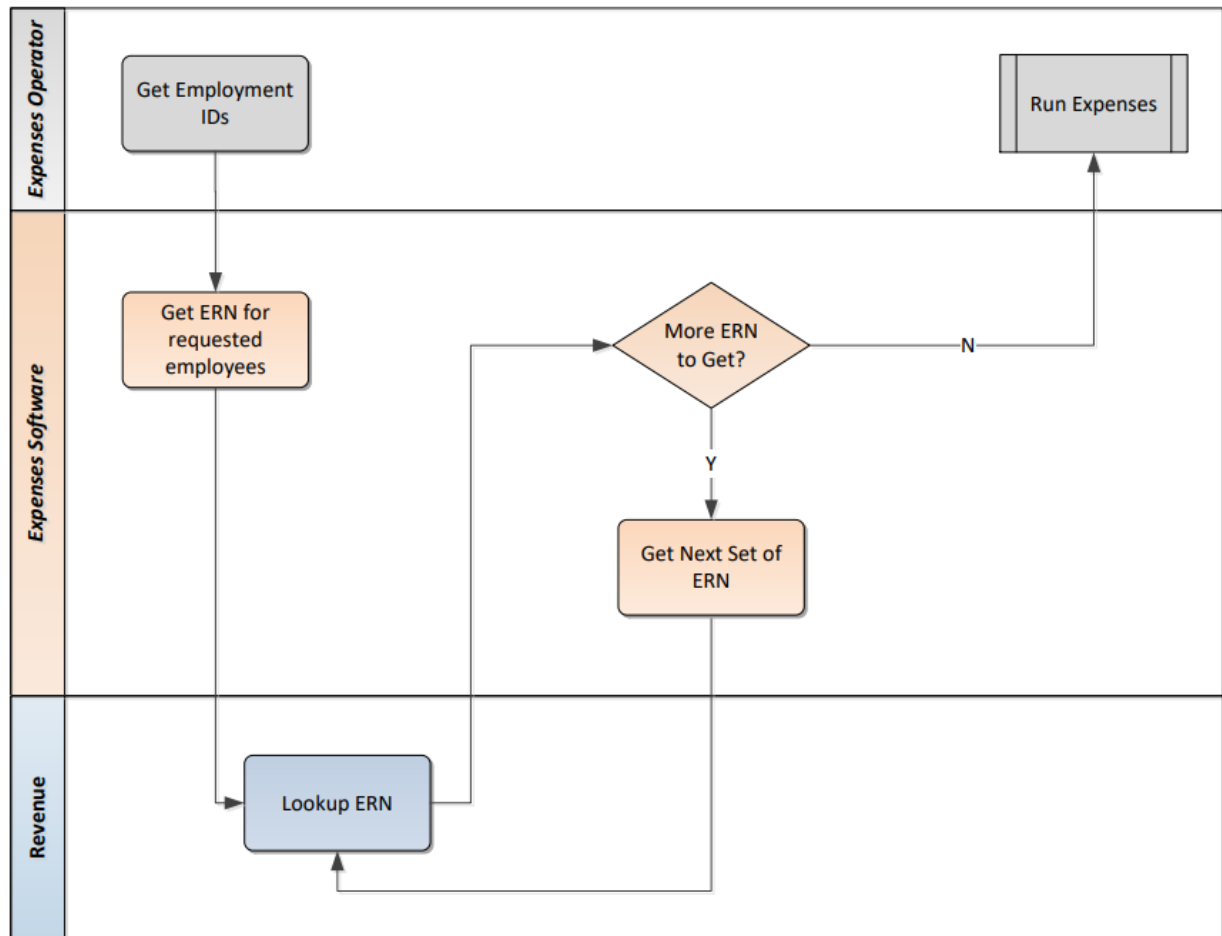 Expenses Operator
Get Employment
IDs
Run Expenses
Expenses Software
Get ERN for
requested
employees
More ERN
to Get?
N
Y
Get Next Set of
ERN
Revenue
Lookup ERN